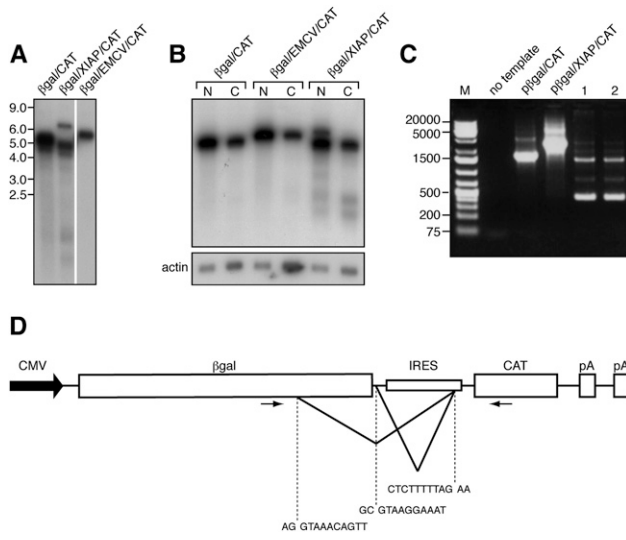 A
βgal/CAT
βgal/XIAP/CAT
βgal/EMCV/CAT
9.0
6.0
5.0
4.0
3.0
2.5
B
βgal/CAT
βgal/EMCV/CAT
βgal/XIAP/CAT
N C N C N C
actin
C
M
no template
pβgal/CAT
pβgal/XIAP/CAT
1 2
20000
5000
1500
500
200
75
D
CMV βgal IRES CAT pA pA
CTCTTTTTAG AA
GC GTAAGGAAAT
AG GTAAACAGTT